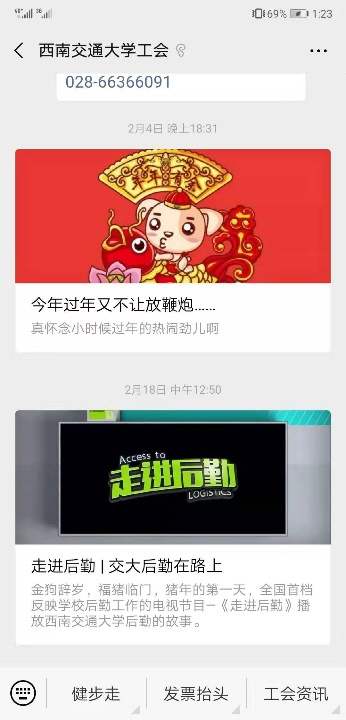 69% 1:23
西南交通大学工会
028-66366091
2月4日 晚上18:31
年年有余
今年过年又不让放鞭炮......
真怀念小时候过年的热闹劲儿啊
2月18日 中午12:50
Access to
走进后勤
LOGISTICS
走进后勤 | 交大后勤在路上
金狗辞岁，福猪临门，猪年的第一天，全国首档
反映学校后勤工作的电视节目—《走进后勤》播
放西南交通大学后勤的故事。
健步走 发票抬头 工会资讯